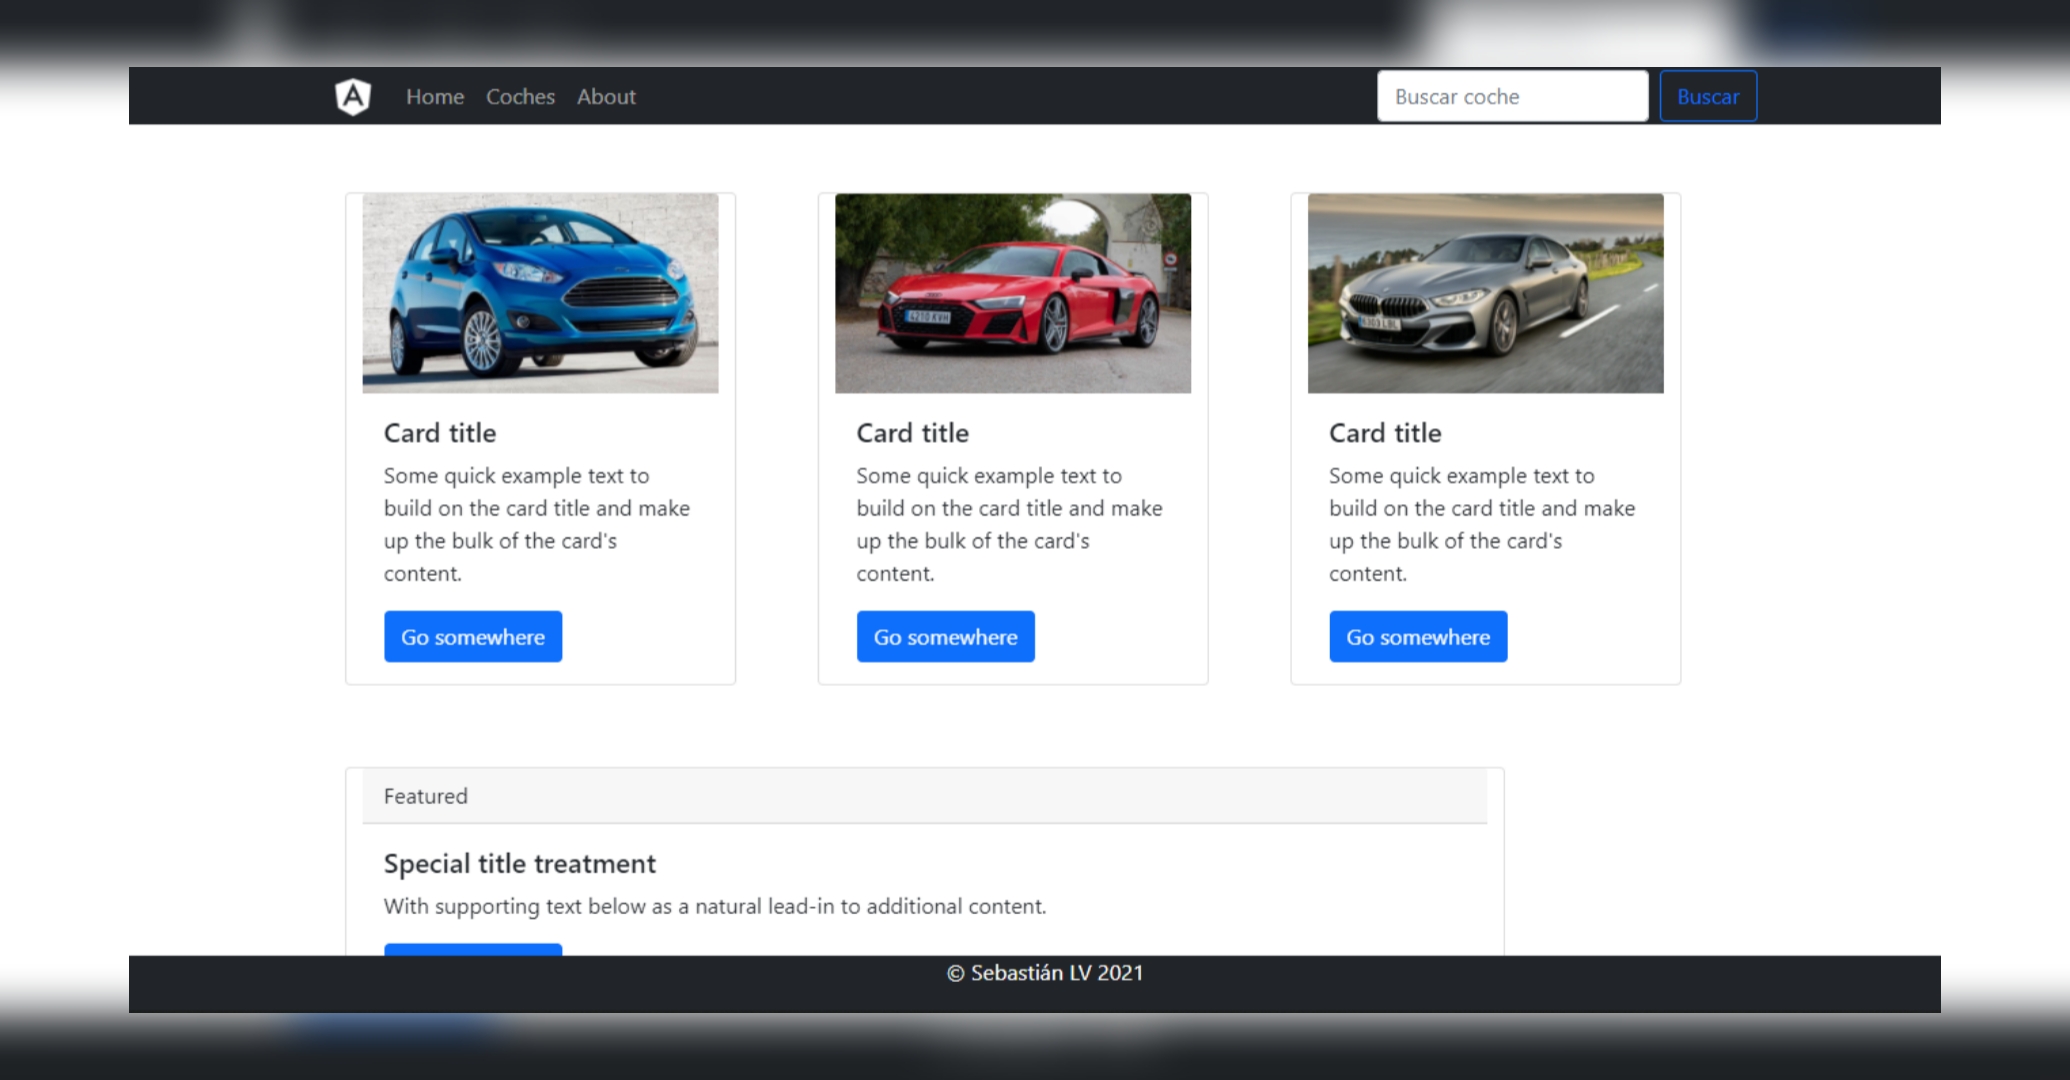 A Home Coches About Buscar coche Buscar
4210 KVH
Card title Card title Card title
Some quick example text to Some quick example text to Some quick example text to
build on the card title and make build on the card title and make build on the card title and make
up the bulk of the card's up the bulk of the card's up the bulk of the card's
content. content. content.
Go somewhere Go somewhere Go somewhere
Featured
Special title treatment
With supporting text below as a natural lead-in to additional content.
© Sebastián LV 2021